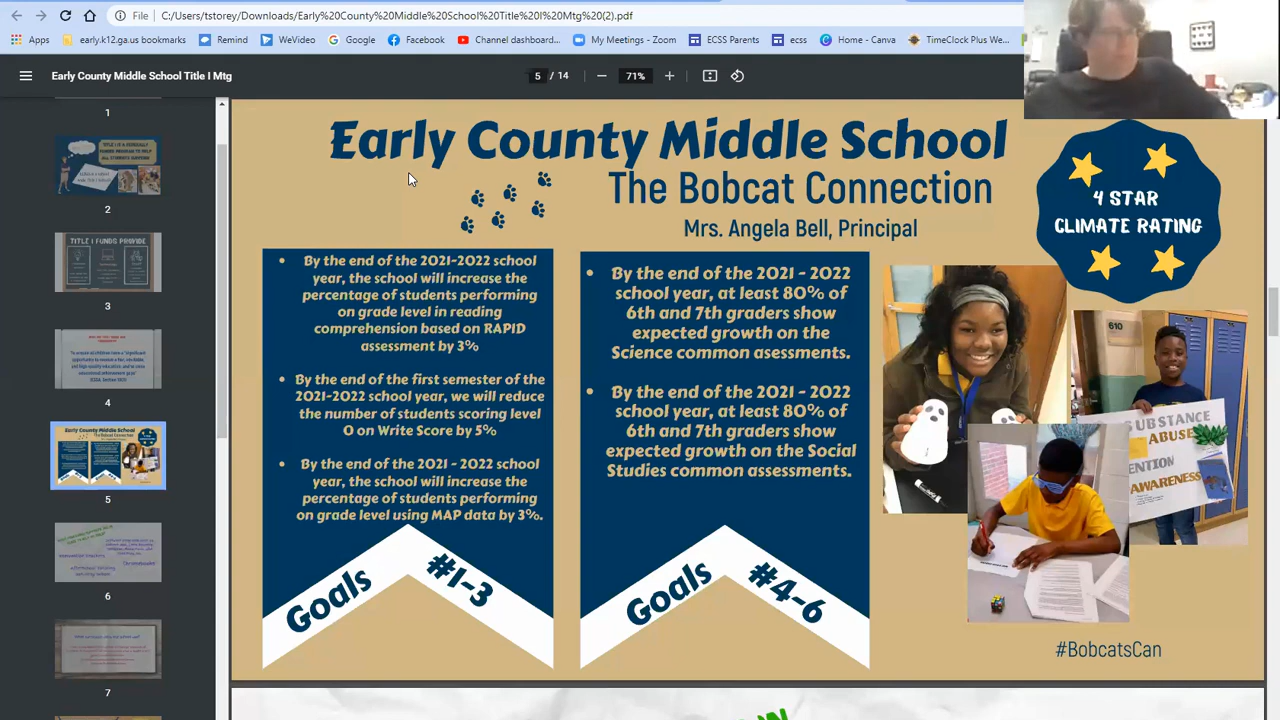 File C:/Users/tstorey/Downloads/Early%20County%20Middle%20School%20Title%20I%20Mtg%20(2).pdf
Apps early.k12.ga.us bookmarks Remind WeVideo Google Facebook Channel dashboard... My Meetings - Zoom ECSS Parents ecss Home - Canva TimeClock Plus We...
Early County Middle School Title I Mtg 5 / 14 71%
1
2
TITLE I FUNDS PROVIDE
3
4
5
6
7
Early County Middle School
The Bobcat Connection
Mrs. Angela Bell, Principal
4 STAR
CLIMATE RATING
• By the end of the 2021-2022 school
year, the school will increase the
percentage of students performing
on grade level in reading
comprehension based on RAPID
assessment by 3%
• By the end of the first semester of the
2021-2022 school year, we will reduce
the number of students scoring level
0 on Write Score by 5%
• By the end of the 2021 - 2022 school
year, the school will increase the
percentage of students performing
on grade level using MAP data by 3%.
Goals #1-3
• By the end of the 2021 - 2022
school year, at least 80% of
6th and 7th graders show
expected growth on the
Science common asessments.
• By the end of the 2021 - 2022
school year, at least 80% of
6th and 7th graders show
expected growth on the Social
Studies common assessments.
Goals #4-6
610
SUBSTANCE
ABUSE
ENTION
AWARENESS
#BobcatsCan